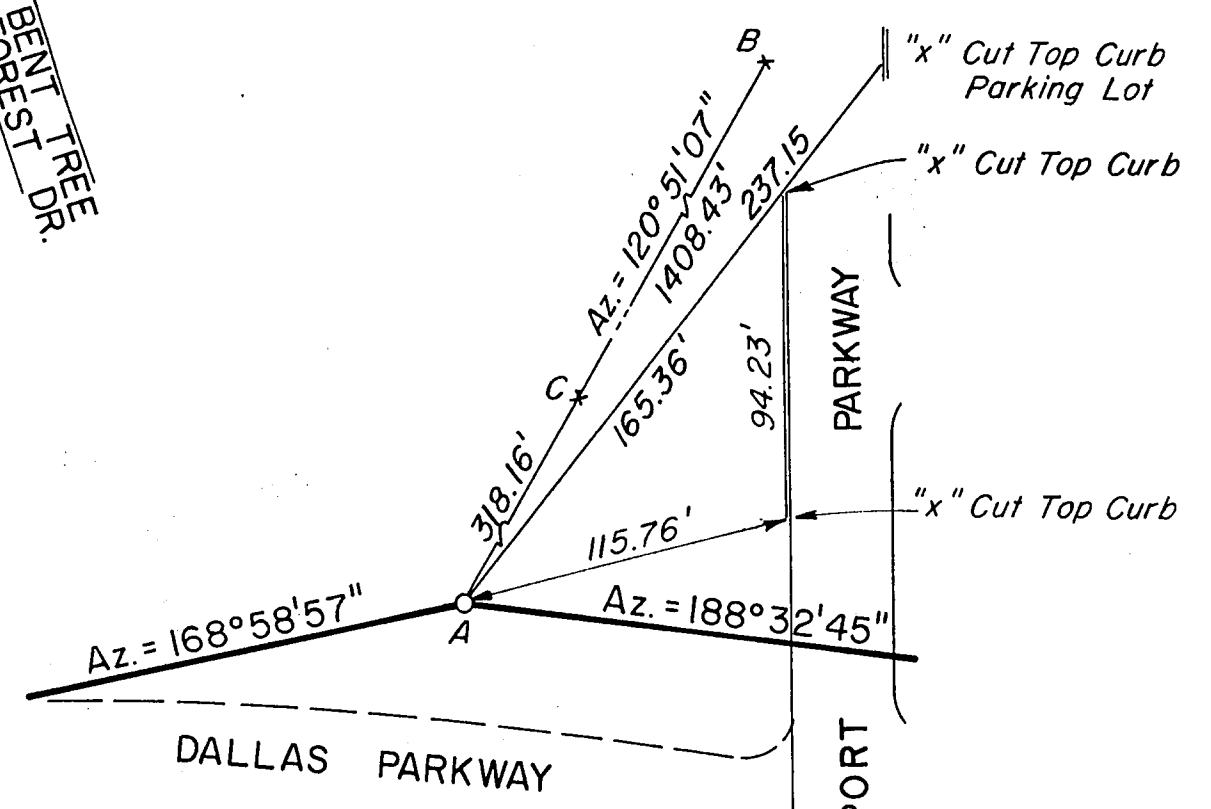 BENT TREE
FOREST DR.
B
"x" Cut Top Curb
Parking Lot
"x" Cut Top Curb
Az. = 120° 51' 07"
1408.43'
237.15
C
165.36'
94.23'
PARKWAY
318.16'
"x" Cut Top Curb
115.76'
Az. = 168°58'57"
A
Az. = 188°32'45"
DALLAS PARKWAY
PORT